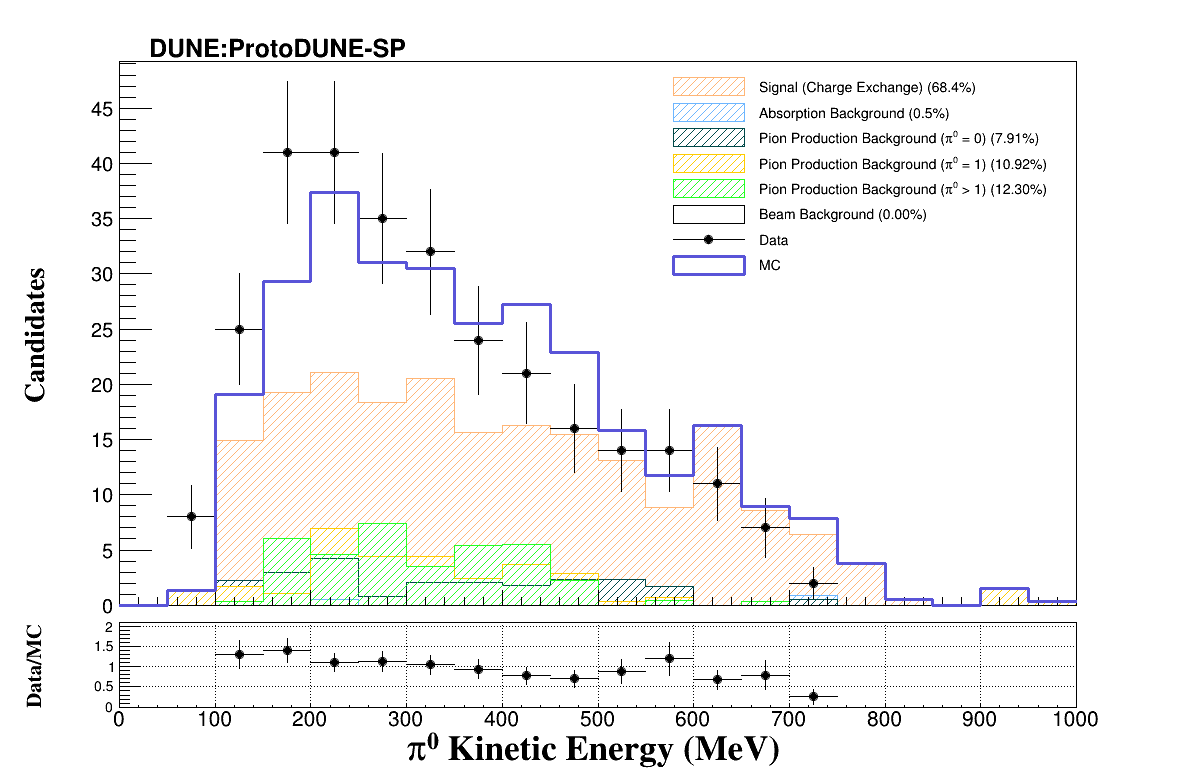 DUNE:ProtoDUNE-SP
Signal (Charge Exchange) (68.4%)
Absorption Background (0.5%)
Pion Production Background (π⁰ = 0) (7.91%)
Pion Production Background (π⁰ = 1) (10.92%)
Pion Production Background (π⁰ > 1) (12.30%)
Beam Background (0.00%)
Data
MC
Candidates
45
40
35
30
25
20
15
10
5
0
Data/MC
2
1.5
1
0.5
0
0 100 200 300 400 500 600 700 800 900 1000
π⁰ Kinetic Energy (MeV)